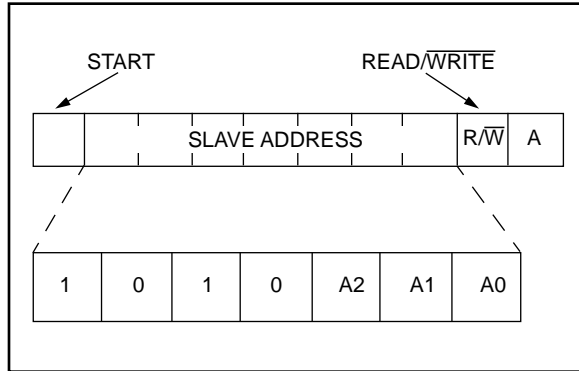 START READ/WRITE
SLAVE ADDRESS R/W A
1 0 1 0 A2 A1 A0